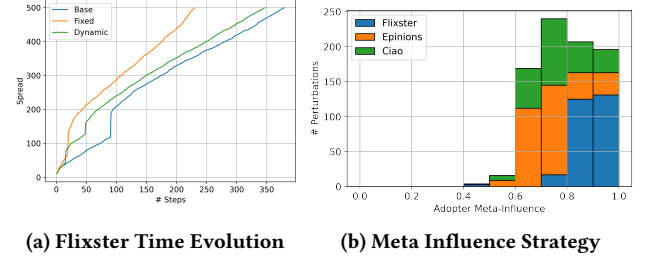 Base
Fixed
Dynamic
500
400
300
200
100
0
Spread
0 50 100 150 200 250 300 350
# Steps
Flixster
Epinions
Ciao
250
200
150
100
50
0
# Perturbations
0.0 0.2 0.4 0.6 0.8 1.0
Adopter Meta-Influence
(a) Flixster Time Evolution
(b) Meta Influence Strategy